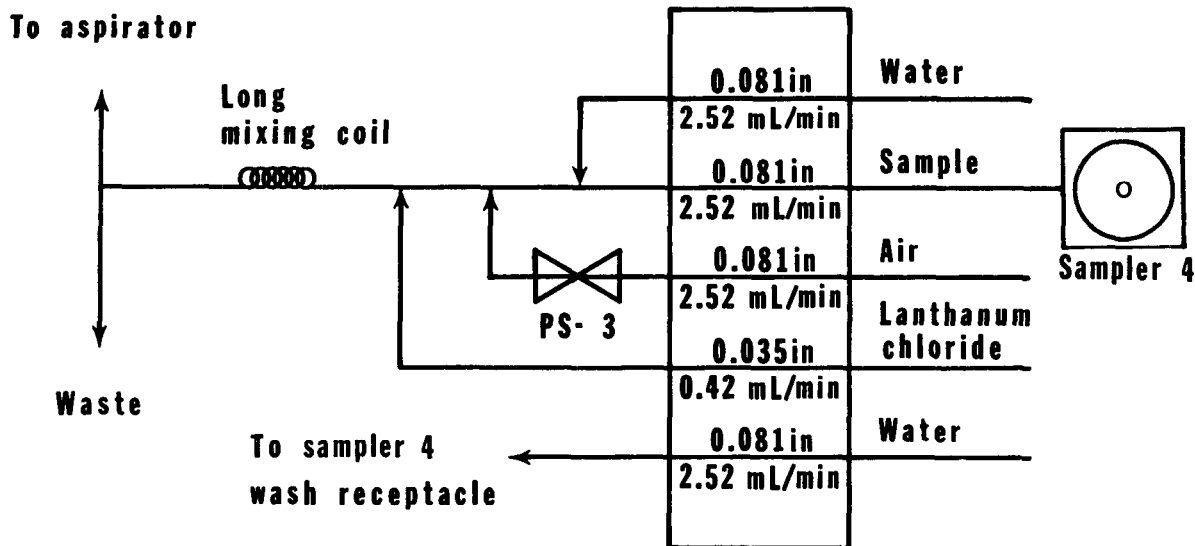 To aspirator
Long
mixing coil
0.081in
2.52 mL/min
Water
0.081in
2.52 mL/min
Sample
Sampler 4
0.081in
2.52 mL/min
Air
PS- 3
0.035in
0.42 mL/min
Lanthanum
chloride
Waste
0.081in
2.52 mL/min
Water
To sampler 4
wash receptacle